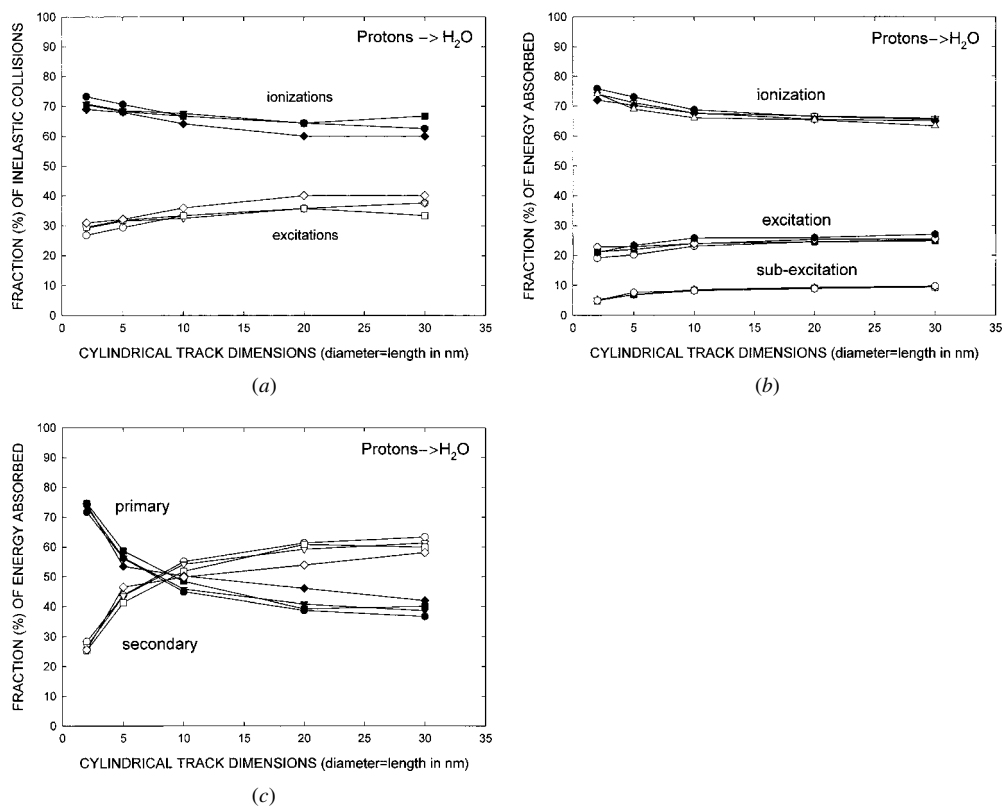 FRACTION (%) OF INELASTIC COLLISIONS
100
90
80
70
60
50
40
30
20
10
0
Protons –> H₂O
ionizations
excitations
0 5 10 15 20 25 30 35
CYLINDRICAL TRACK DIMENSIONS (diameter=length in nm)
(a)
FRACTION (%) OF ENERGY ABSORBED
100
90
80
70
60
50
40
30
20
10
0
Protons–>H₂O
ionization
excitation
sub-excitation
0 5 10 15 20 25 30 35
CYLINDRICAL TRACK DIMENSIONS (diameter=length in nm)
(b)
FRACTION (%) OF ENERGY ABSORBED
100
90
80
70
60
50
40
30
20
10
0
Protons–>H₂O
primary
secondary
0 5 10 15 20 25 30 35
CYLINDRICAL TRACK DIMENSIONS (diameter=length in nm)
(c)